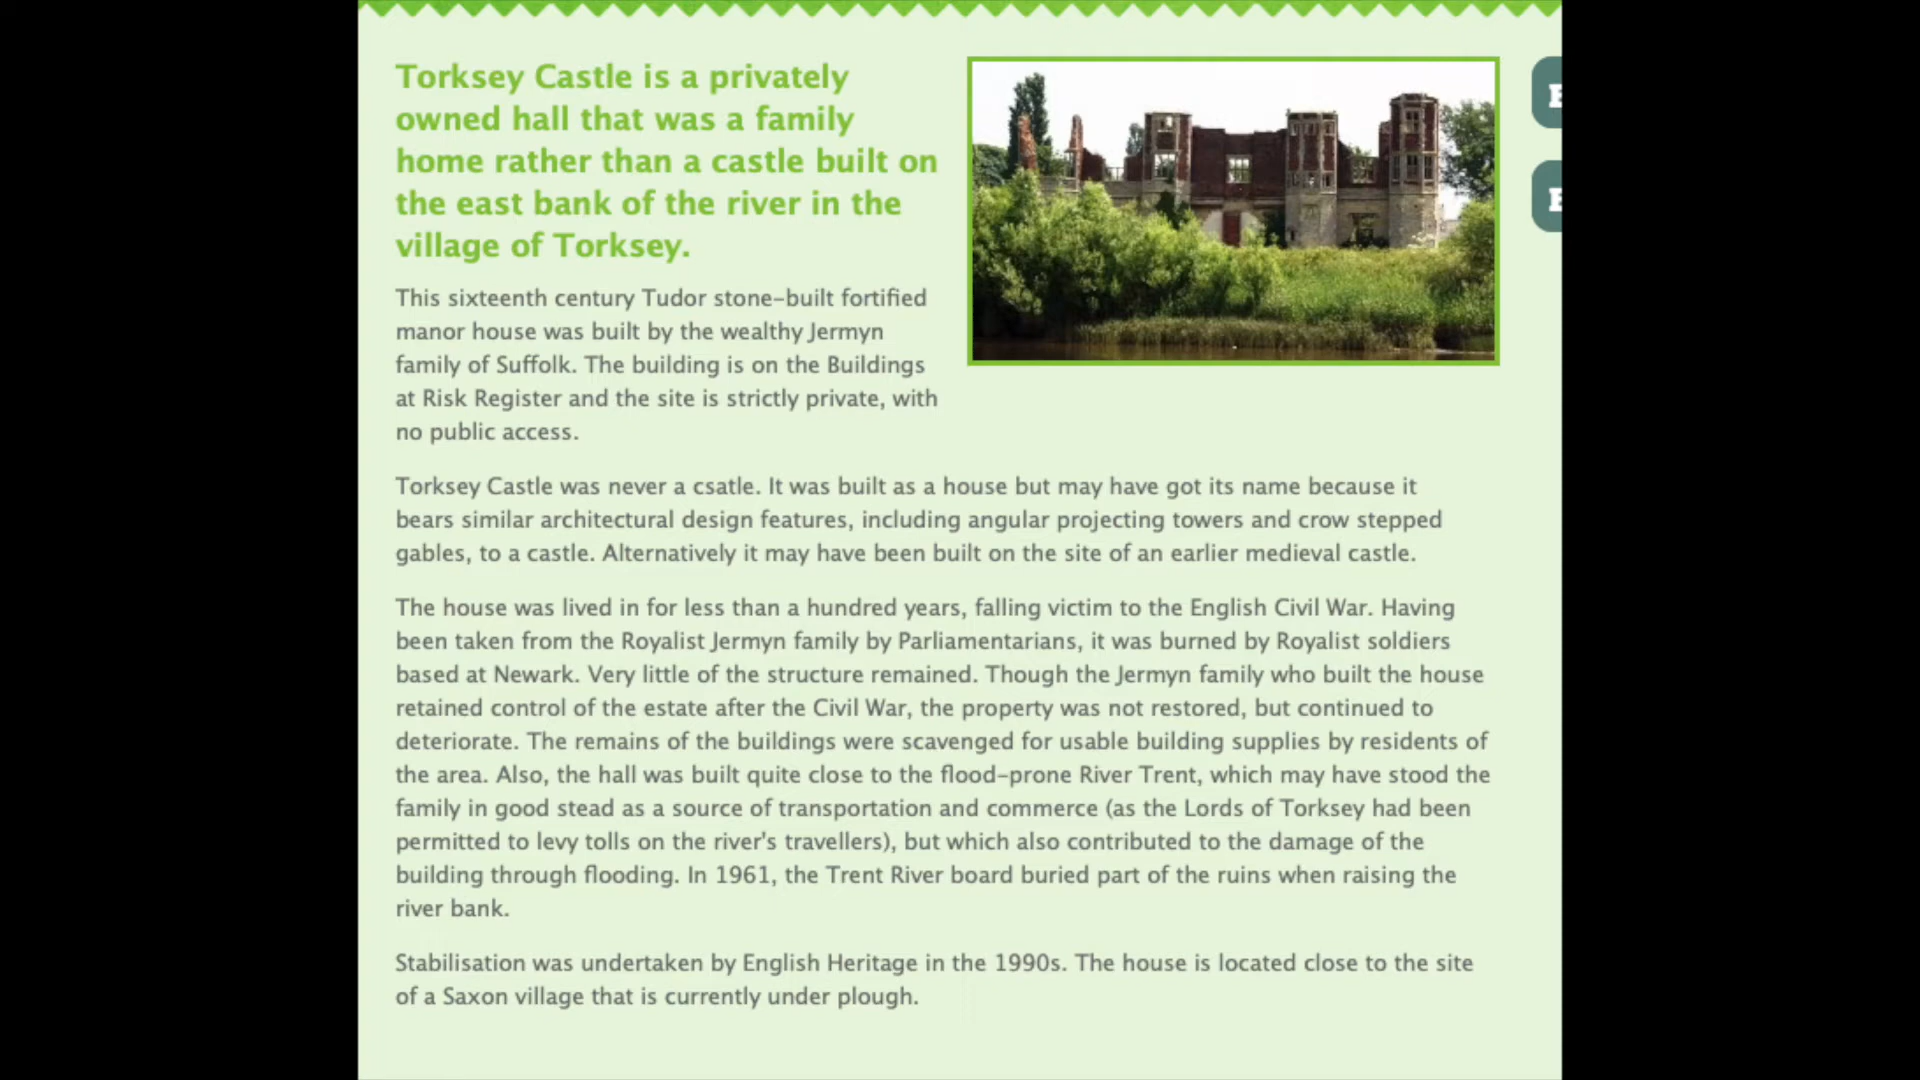 Torksey Castle is a privately
owned hall that was a family
home rather than a castle built on
the east bank of the river in the
village of Torksey.
This sixteenth century Tudor stone-built fortified
manor house was built by the wealthy Jermyn
family of Suffolk. The building is on the Buildings
at Risk Register and the site is strictly private, with
no public access.
Torksey Castle was never a csatle. It was built as a house but may have got its name because it
bears similar architectural design features, including angular projecting towers and crow stepped
gables, to a castle. Alternatively it may have been built on the site of an earlier medieval castle.
The house was lived in for less than a hundred years, falling victim to the English Civil War. Having
been taken from the Royalist Jermyn family by Parliamentarians, it was burned by Royalist soldiers
based at Newark. Very little of the structure remained. Though the Jermyn family who built the house
retained control of the estate after the Civil War, the property was not restored, but continued to
deteriorate. The remains of the buildings were scavenged for usable building supplies by residents of
the area. Also, the hall was built quite close to the flood-prone River Trent, which may have stood the
family in good stead as a source of transportation and commerce (as the Lords of Torksey had been
permitted to levy tolls on the river's travellers), but which also contributed to the damage of the
building through flooding. In 1961, the Trent River board buried part of the ruins when raising the
river bank.
Stabilisation was undertaken by English Heritage in the 1990s. The house is located close to the site
of a Saxon village that is currently under plough.